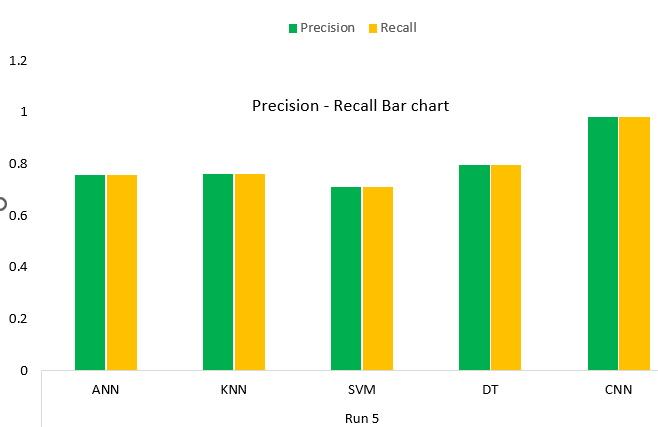 Precision Recall
1.2
Precision - Recall Bar chart
1
0.8
0.6
0.4
0.2
0
ANN KNN SVM DT CNN
Run 5